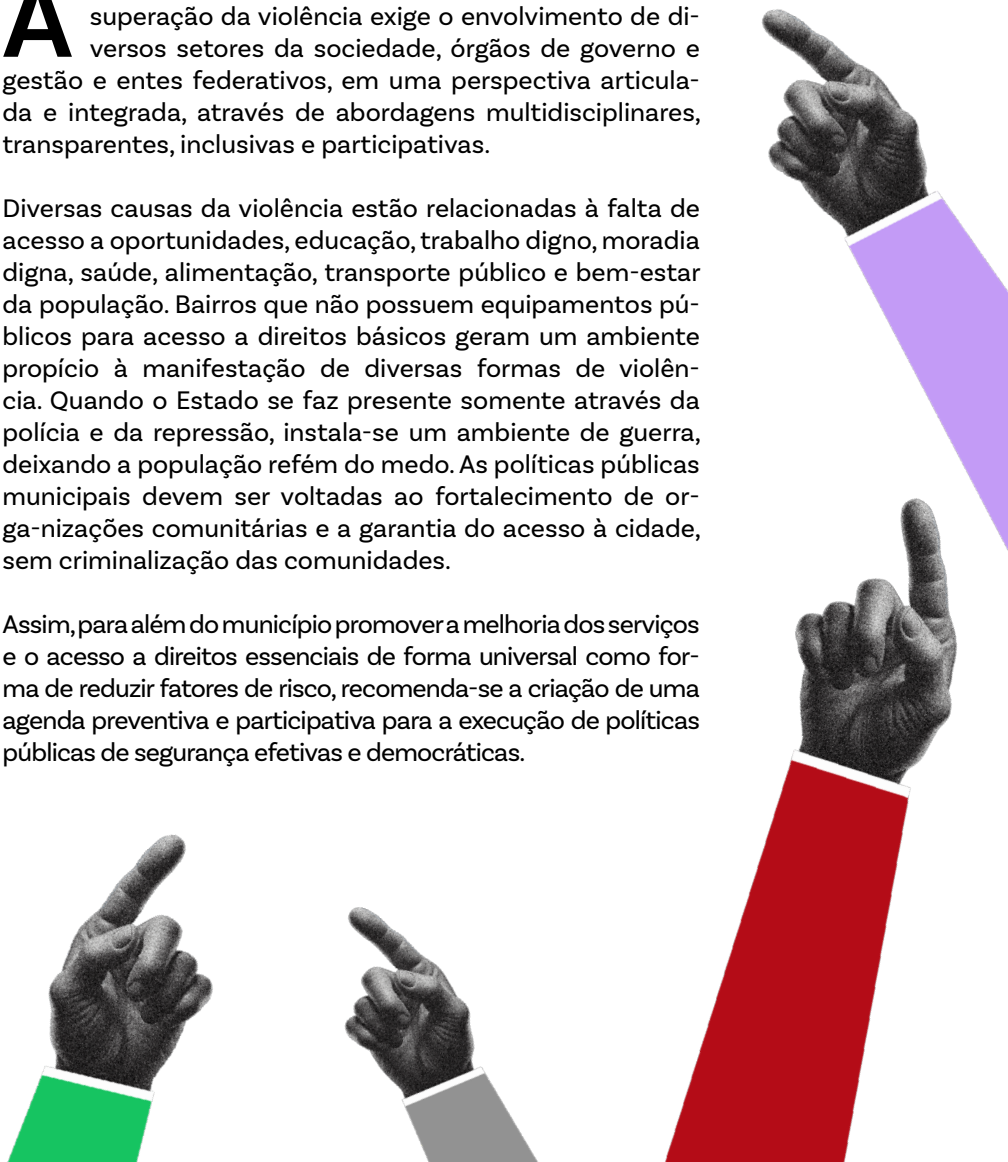 A superação da violência exige o envolvimento de di-
versos setores da sociedade, órgãos de governo e
gestão e entes federativos, em uma perspectiva articula-
da e integrada, através de abordagens multidisciplinares,
transparentes, inclusivas e participativas.
Diversas causas da violência estão relacionadas à falta de
acesso a oportunidades, educação, trabalho digno, moradia
digna, saúde, alimentação, transporte público e bem-estar
da população. Bairros que não possuem equipamentos pú-
blicos para acesso a direitos básicos geram um ambiente
propício à manifestação de diversas formas de violên-
cia. Quando o Estado se faz presente somente através da
polícia e da repressão, instala-se um ambiente de guerra,
deixando a população refém do medo. As políticas públicas
municipais devem ser voltadas ao fortalecimento de or-
ga-nizações comunitárias e a garantia do acesso à cidade,
sem criminalização das comunidades.
Assim, para além do município promover a melhoria dos serviços
e o acesso a direitos essenciais de forma universal como for-
ma de reduzir fatores de risco, recomenda-se a criação de uma
agenda preventiva e participativa para a execução de políticas
públicas de segurança efetivas e democráticas.